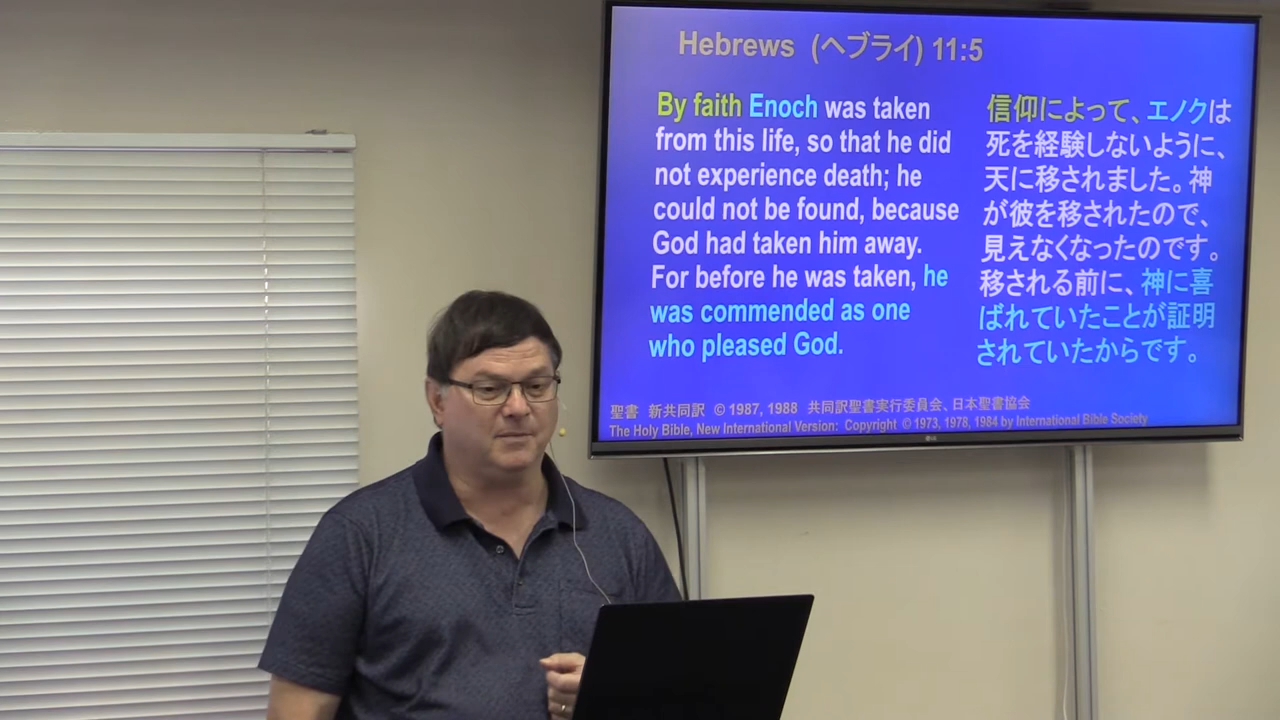 Hebrews (ヘブライ) 11:5
By faith Enoch was taken
from this life, so that he did
not experience death; he
could not be found, because
God had taken him away.
For before he was taken, he
was commended as one
who pleased God.
信仰によって、エノクは
死を経験しないように、
天に移されました。神
が彼を移されたので、
見えなくなったのです。
移される前に、神に喜
ばれていたことが証明
されていたからです。
聖書 新共同訳 © 1987, 1988 共同訳聖書実行委員会、日本聖書協会
The Holy Bible, New International Version: Copyright © 1973, 1978, 1984 by International Bible Society
LG